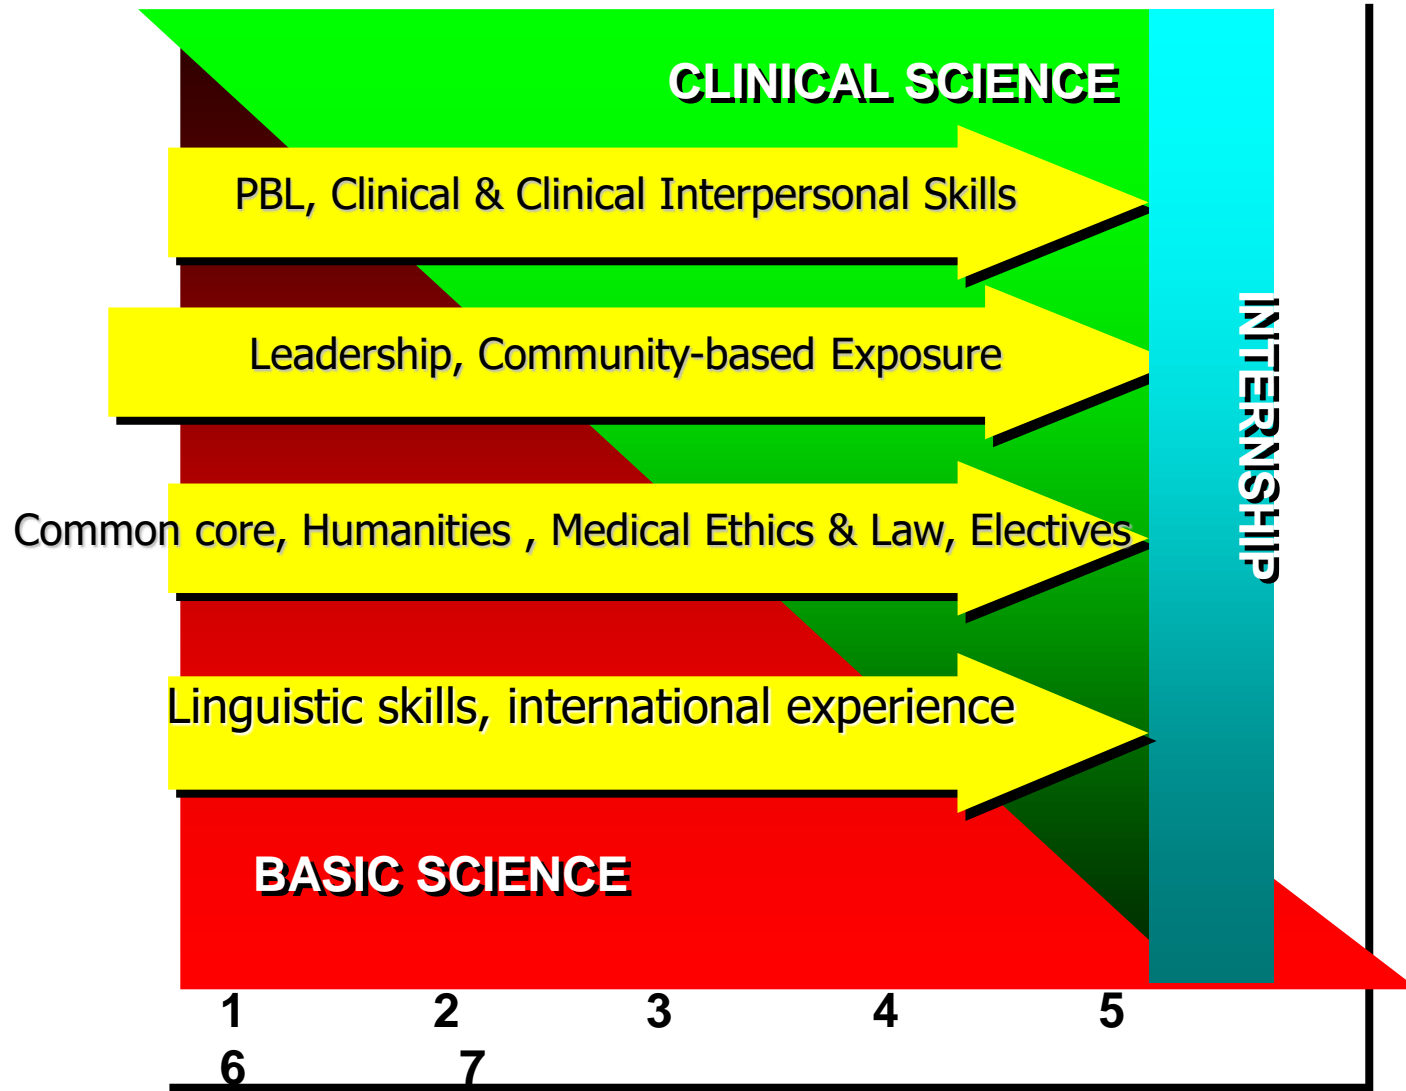 CLINICAL SCIENCE
PBL, Clinical & Clinical Interpersonal Skills
Leadership, Community-based Exposure
INTERNSHIP
Common core, Humanities , Medical Ethics & Law, Electives
Linguistic skills, international experience
BASIC SCIENCE
1 2 3 4 5
6 7